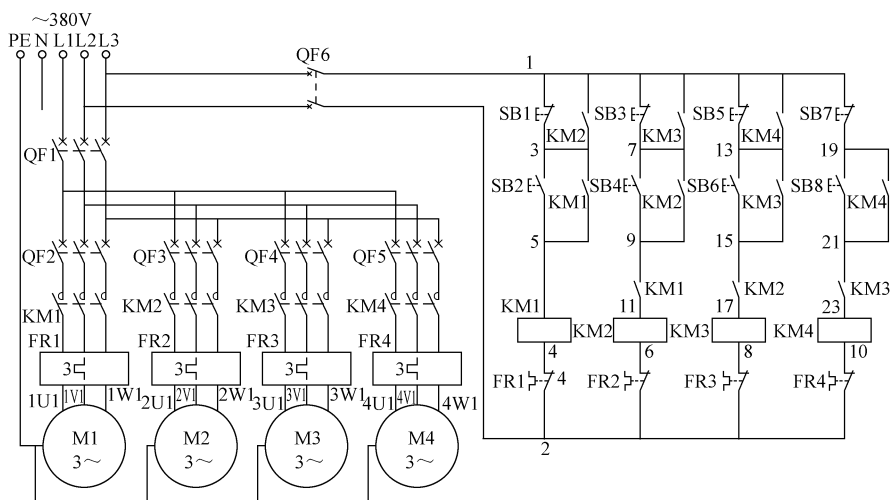 ~380V
PE N L1 L2 L3
QF6
1
SB1
SB3
SB5
SB7
KM2
KM3
KM4
QF1
3
7
13
19
SB2
SB4
SB6
SB8
KM1
KM2
KM3
KM4
5
9
15
21
QF2
QF3
QF4
QF5
KM1
KM2
KM3
KM1
KM2
KM3
KM4
KM1
11
17
23
KM2
KM3
KM4
FR1
FR2
FR3
FR4
4
6
8
10
3
3
3
3
FR1
4
FR2
FR3
FR4
1U1 1V1 1W1
2U1 2V1 2W1
3U1 3V1 3W1
4U1 4V1 4W1
M1
3~
M2
3~
M3
3~
M4
3~
2